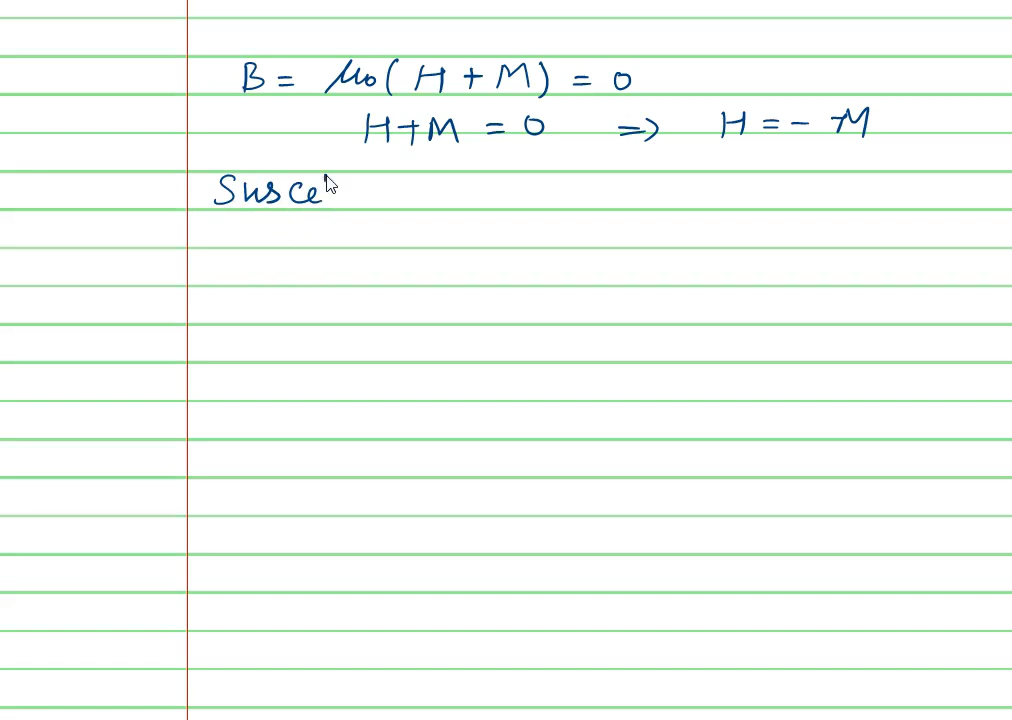 B = μ₀( H + M) = 0
H+M = 0 => H = - M
Susce